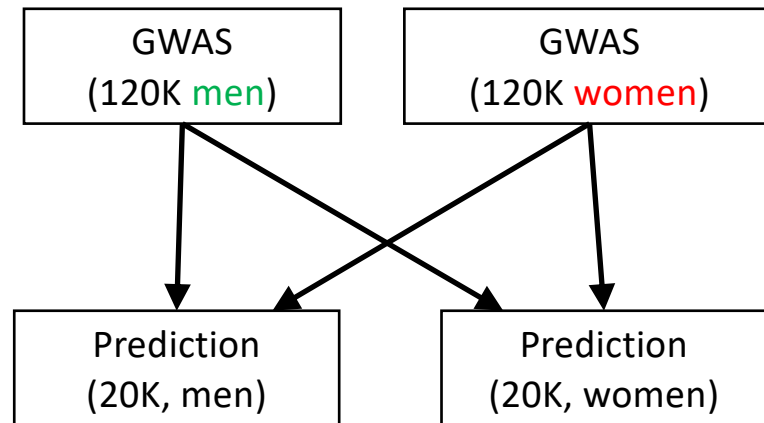 GWAS
(120K men)
GWAS
(120K women)
Prediction
(20K, men)
Prediction
(20K, women)